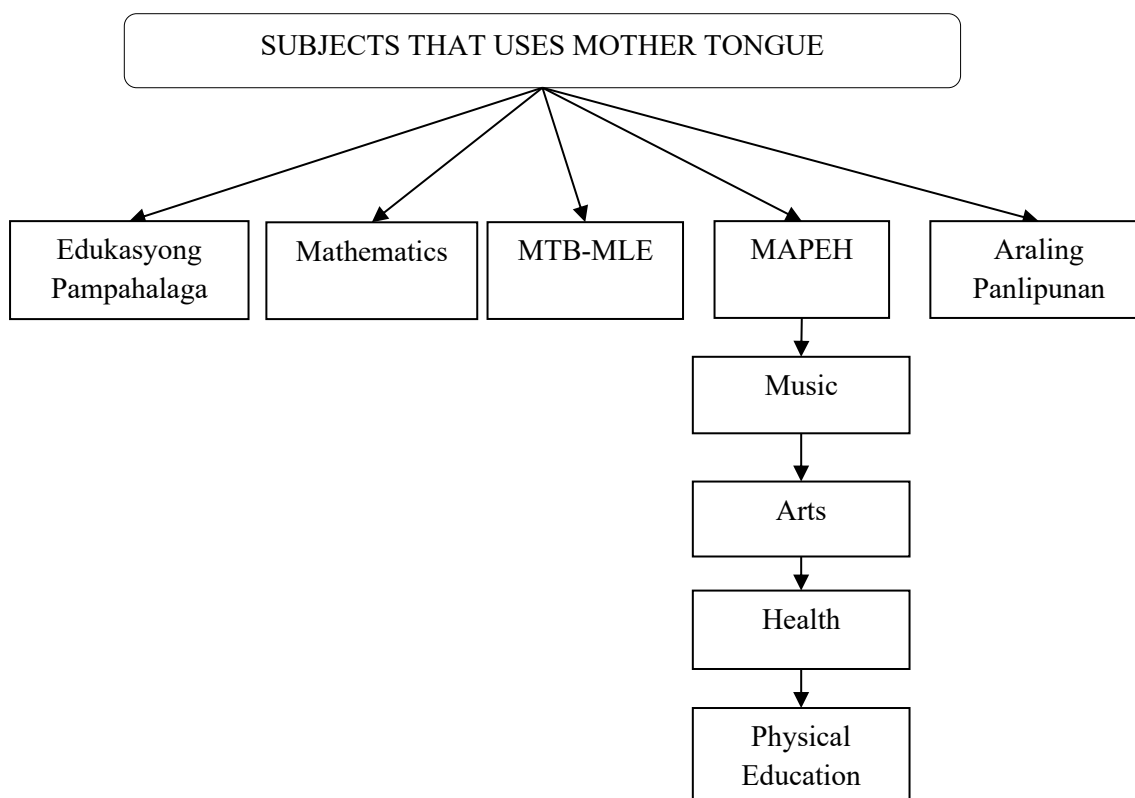 SUBJECTS THAT USES MOTHER TONGUE
Edukasyong
Pampahalaga
Mathematics
MTB-MLE
MAPEH
Araling
Panlipunan
Music
Arts
Health
Physical
Education